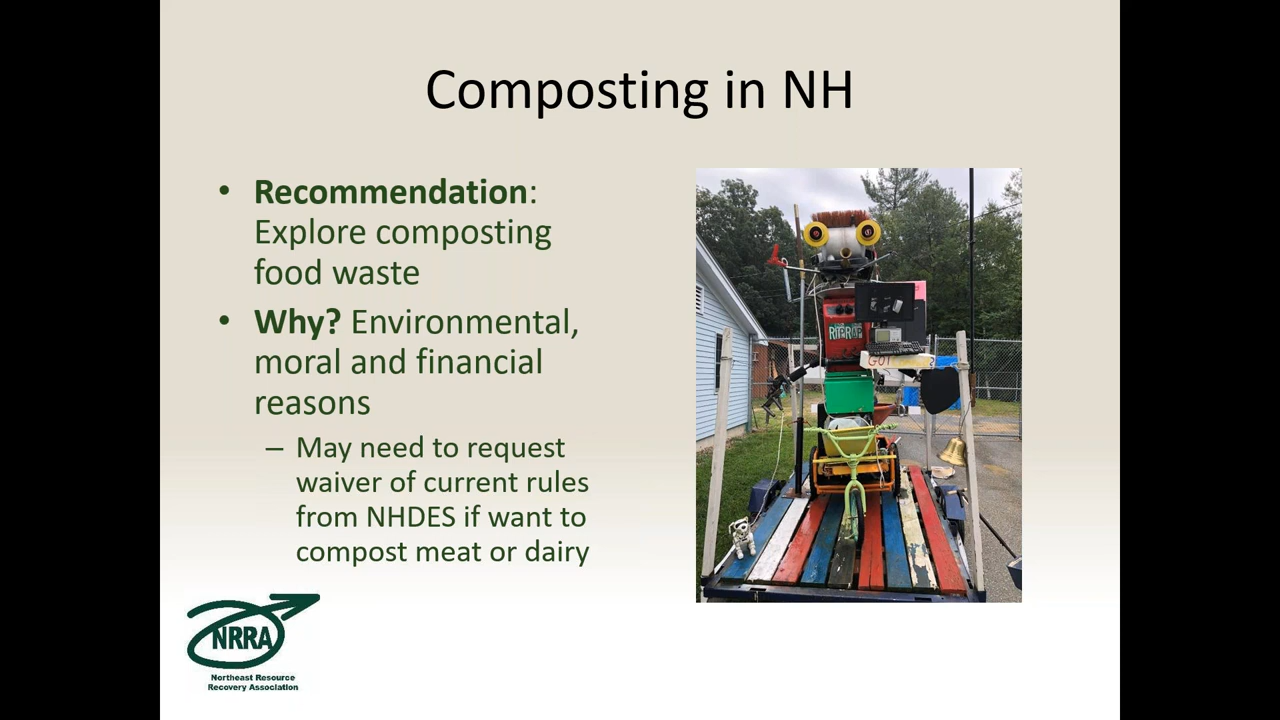 Composting in NH
• Recommendation:
Explore composting
food waste
• Why? Environmental,
moral and financial
reasons
– May need to request
waiver of current rules
from NHDES if want to
compost meat or dairy
GOT
NRRA
Northeast Resource
Recovery Association